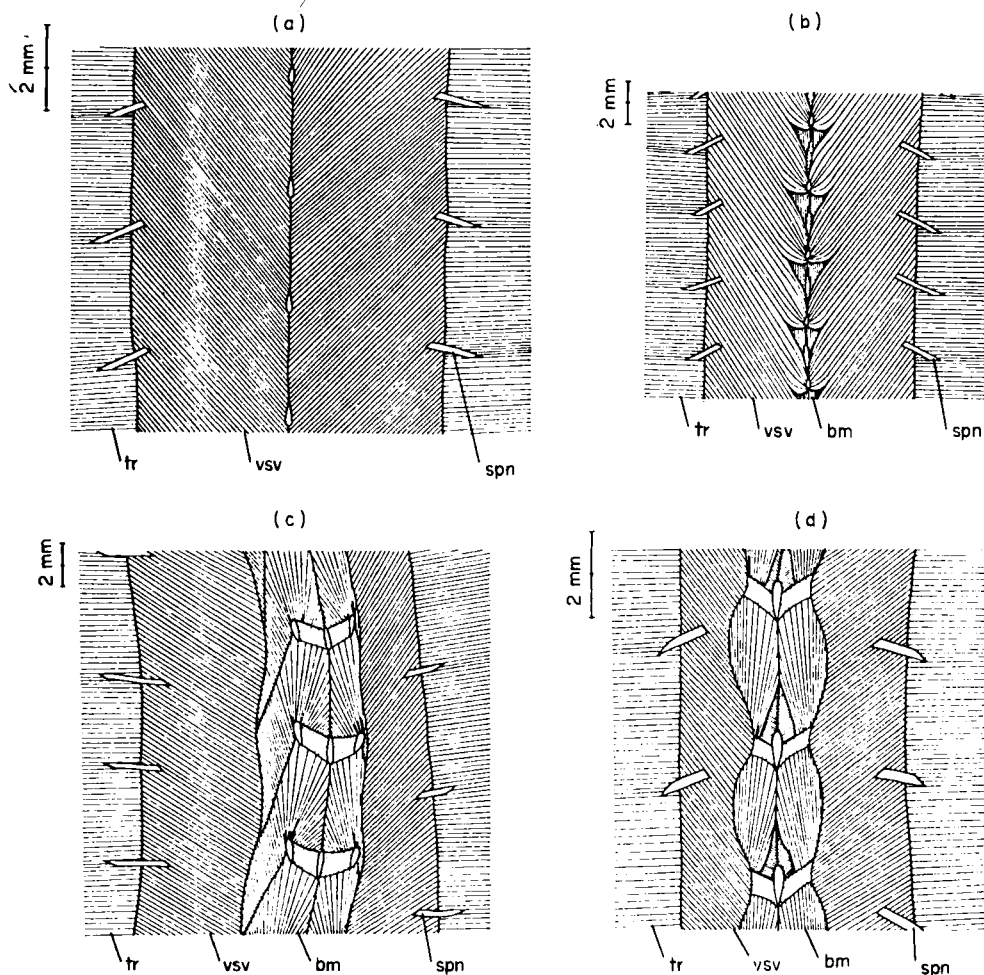 (a)
2 mm
tr vsv spn
(b)
2 mm
tr vsv bm spn
(c)
2 mm
tr vsv bm spn
(d)
2 mm
tr vsv bm spn